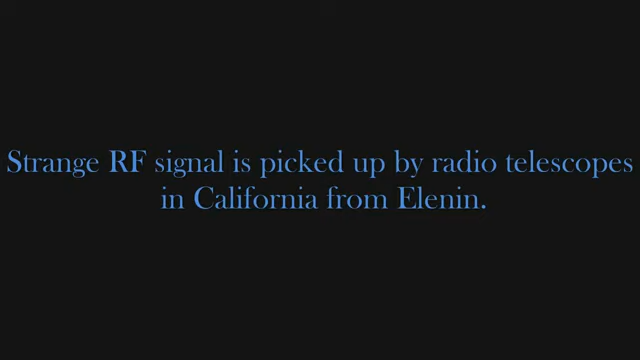 Strange RF signal is picked up by radio telescopes
in California from Elenin.